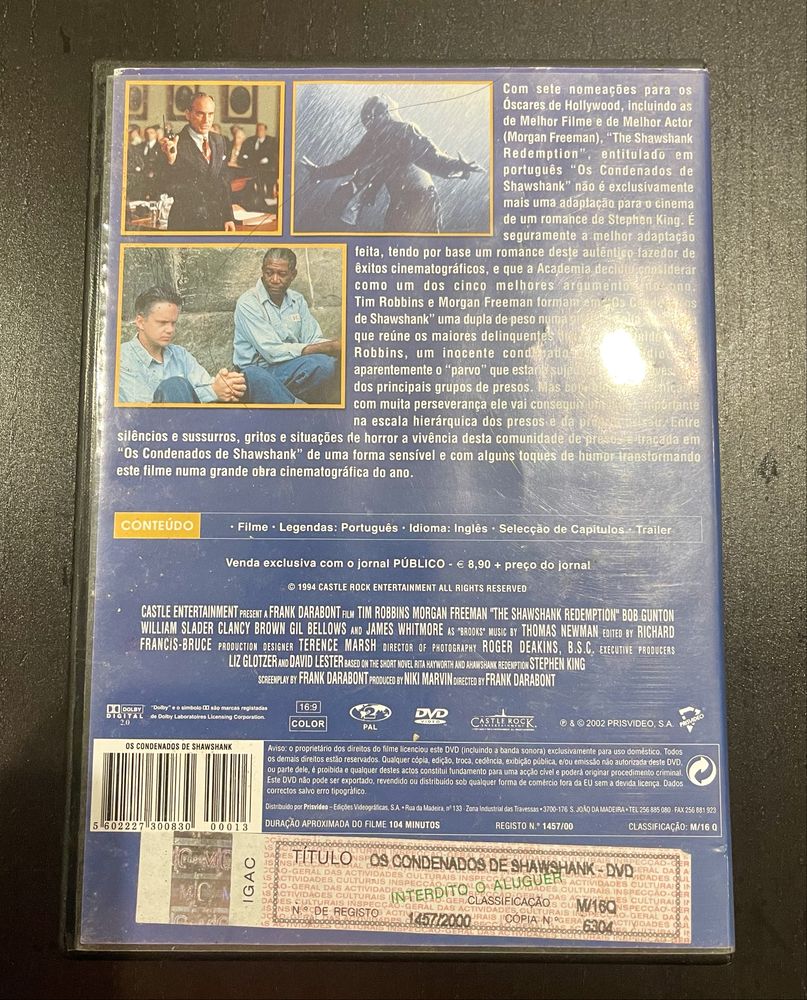 Com sete nomeações para os
Óscares de Hollywood, incluindo as
de Melhor Filme e de Melhor Actor
(Morgan Freeman), "The Shawshank
Redemption", entitulado em
português "Os Condenados de
Shawshank" não é exclusivamente
mais uma adaptação para o cinema
de um romance de Stephen King. É
seguramente a melhor adaptação
feita, tendo por base um romance deste autêntico fazedor de
êxitos cinematográficos, e que a Academia decidiu considerar
como um dos cinco melhores argumentos no ano.
Tim Robbins e Morgan Freeman formam em "Os Condenados
de Shawshank" uma dupla de peso numa
que reúne os maiores delinquentes
Robbins, um inocente
aparentemente o "parvo" que
dos principais grupos de presos. Mas
com muita perseverança ele vai conseguir um
na escala hierárquica dos presos e da Entre
silêncios e sussurros, gritos e situações de horror a vivência desta comunidade de presos é traçada em
"Os Condenados de Shawshank" de uma forma sensível e com alguns toques de humor transformando
este filme numa grande obra cinematográfica do ano.
CONTEÚDO · Filme · Legendas: Português · Idioma: Inglês · Selecção de Capítulos · Trailer
Venda exclusiva com o jornal PÚBLICO - € 8,90 + preço do jornal
© 1994 CASTLE ROCK ENTERTAINMENT ALL RIGHTS RESERVED
CASTLE ENTERTAINMENT PRESENT A FRANK DARABONT FILM TIM ROBBINS MORGAN FREEMAN "THE SHAWSHANK REDEMPTION" BOB GUNTON
WILLIAM SLADER CLANCY BROWN GIL BELLOWS AND JAMES WHITMORE AS "BROOKS" MUSIC BY THOMAS NEWMAN EDITED BY RICHARD
FRANCIS-BRUCE PRODUCTION DESIGNER TERENCE MARSH DIRECTOR OF PHOTOGRAPHY ROGER DEAKINS, B.S.C. EXECUTIVE PRODUCERS
LIZ GLOTZER AND DAVID LESTER BASED ON THE SHORT NOVEL RITA HAYWORTH AND AHAWSHANK REDEMPTION STEPHEN KING
SCREENPLAY BY FRANK DARABONT PRODUCED BY NIKI MARVIN DIRECTED BY FRANK DARABONT
DOLBY DIGITAL 2.0
"Dolby" e o símbolo DD são marcas registadas
de Dolby Laboratoires Licensing Corporation.
16:9
COLOR
2
PAL
DVD VIDEO
CASTLE ROCK
ENTERTAINMENT
℗ & © 2002 PRISVIDEO, S.A.
PRISVIDEO
OS CONDENADOS DE SHAWSHANK
5 602227 300830 00013
Aviso: o proprietário dos direitos do filme licenciou este DVD (incluindo a banda sonora) exclusivamente para uso doméstico. Todos
os demais direitos estão reservados. Qualquer cópia, edição, troca, cedência, exibição pública, e/ou emissão não autorizada deste DVD,
ou parte dele, é proibida e qualquer destes actos constitui fundamento para uma acção cível e poderá originar procedimento criminal.
Este DVD não pode ser exportado, revendido ou distribuido sob qualquer forma de comércio fora da EU sem a devida licença. Dados
correctos salvo erro tipográfico.
Distribuído por Prisvideo – Edições Videográficas, S.A. • Rua da Madeira, nº 133 · Zona Industrial das Travessas • 3700-176 S. JOÃO DA MADEIRA • TEL 256 885 080 FAX 256 881 923
DURAÇÃO APROXIMADA DO FILME 104 MINUTOS REGISTO N.º 1457/00 CLASSIFICAÇÃO: M/16 Q
IGAC
TÍTULO OS CONDENADOS DE SHAWSHANK - DVD
INTERDITO O ALUGUER
CLASSIFICAÇÃO M/16Q
N.º DE REGISTO 1457/2000 CÓPIA N.º 6304